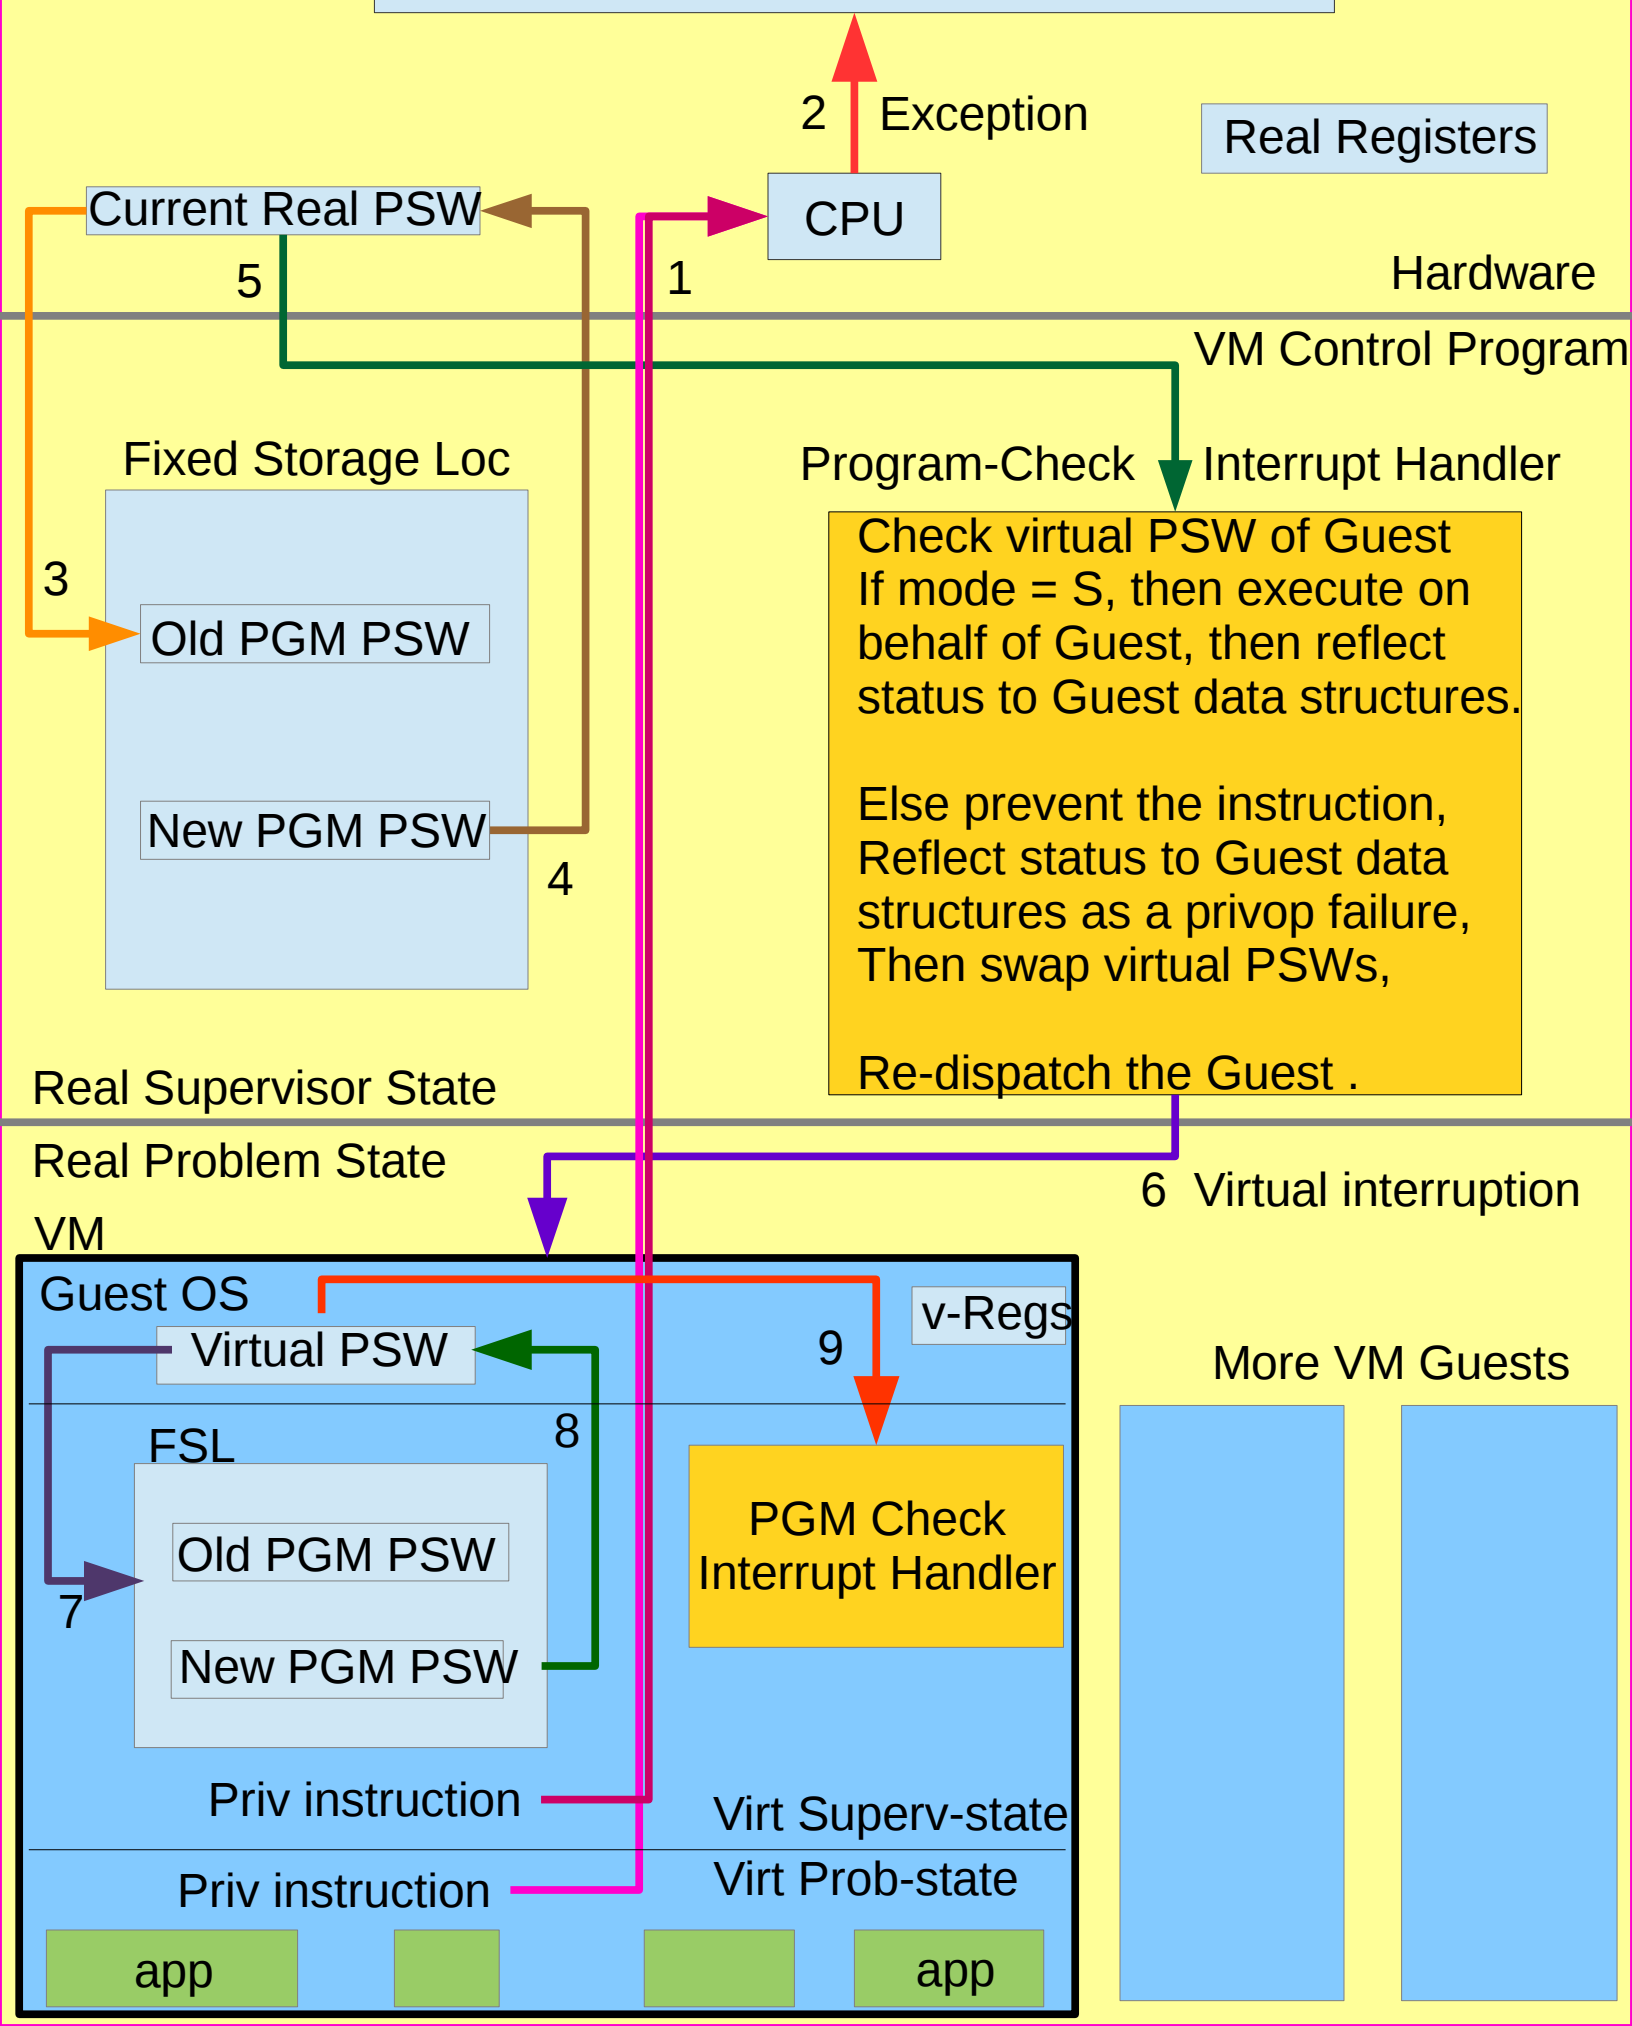 2
Exception
Real Registers
Current Real PSW
CPU
5
1
Hardware
VM Control Program
Fixed Storage Loc
Program-Check
Interrupt Handler
Check virtual PSW of Guest
If mode = S, then execute on
behalf of Guest, then reflect
status to Guest data structures.
Else prevent the instruction,
Reflect status to Guest data
structures as a privop failure,
Then swap virtual PSWs,
Re-dispatch the Guest .
3
Old PGM PSW
New PGM PSW
4
Real Supervisor State
Real Problem State
6 Virtual interruption
VM
Guest OS
v-Regs
Virtual PSW
9
More VM Guests
8
FSL
Old PGM PSW
PGM Check
Interrupt Handler
7
New PGM PSW
Priv instruction
Virt Superv-state
Virt Prob-state
Priv instruction
app
app